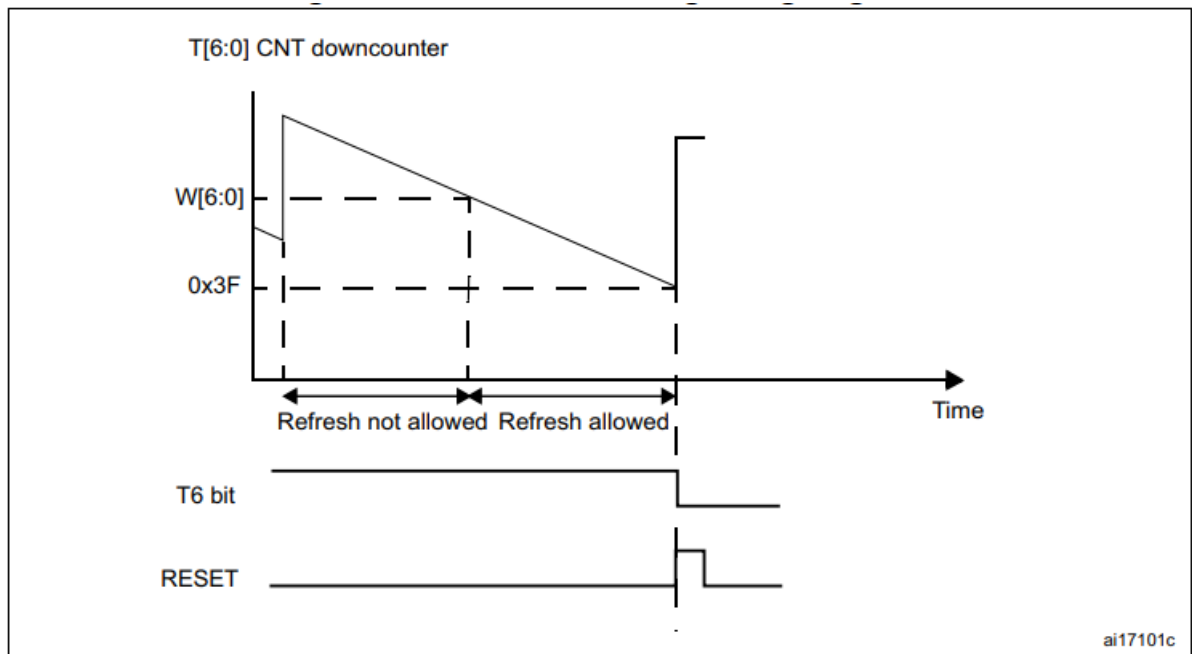 T[6:0] CNT downcounter
W[6:0]
0x3F
Refresh not allowed Refresh allowed
Time
T6 bit
RESET
ai17101c